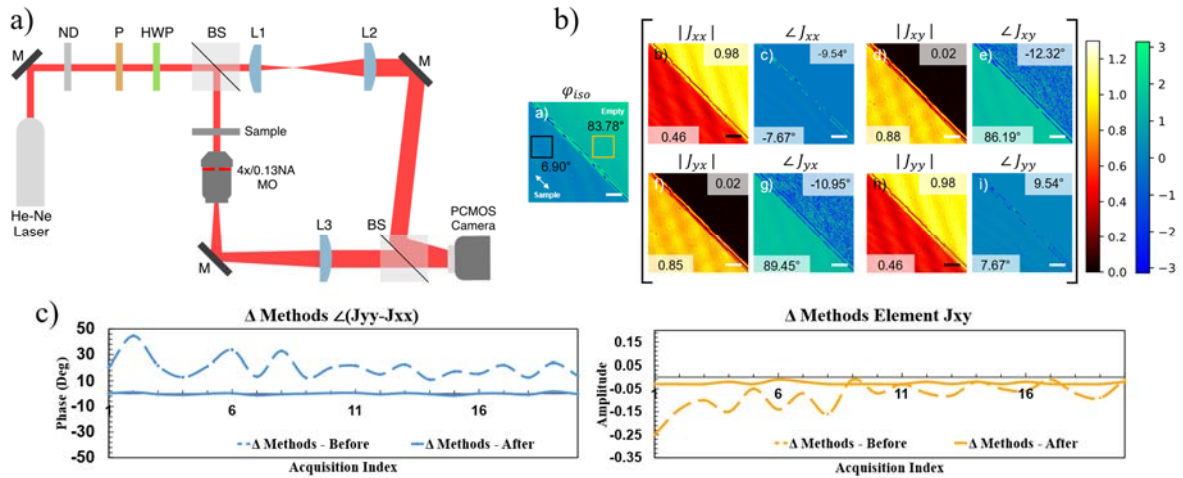 a)
M
ND
P
HWP
BS
L1
L2
M
Sample
4x/0.13NA
MO
He-Ne
Laser
M
L3
BS
PCMOS
Camera
b)
φiso
a)
Empty
83.78°
6.90°
Sample
| Jxx |
∠ Jxx
| Jxy |
∠ Jxy
b)
0.98
0.46
c)
-9.54°
-7.67°
d)
0.02
0.88
e)
-12.32°
86.19°
| Jyx |
∠ Jyx
| Jyy |
∠ Jyy
f)
0.02
0.85
g)
-10.95°
89.45°
h)
0.98
0.46
i)
9.54°
7.67°
1.2
1.0
0.8
0.6
0.4
0.2
0.0
3
2
1
0
−1
−2
−3
c)
Δ Methods ∠(Jyy-Jxx)
Phase (Deg)
50
30
10
-10
-30
-50
1
6
11
16
Δ Methods - Before
Δ Methods - After
Acquisition Index
Δ Methods Element Jxy
Amplitude
0.15
0.05
-0.05
-0.15
-0.25
-0.35
1
6
11
16
Δ Methods - Before
Δ Methods - After
Acquisition Index